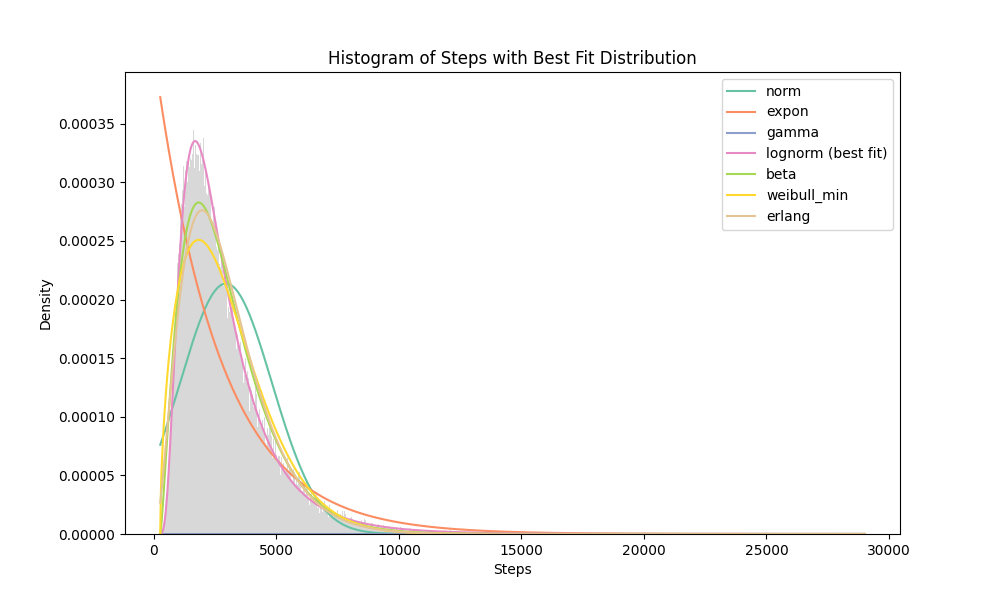 Histogram of Steps with Best Fit Distribution
norm
expon
gamma
lognorm (best fit)
beta
weibull_min
erlang
0.00035
0.00030
0.00025
0.00020
0.00015
0.00010
0.00005
0.00000
Density
0 5000 10000 15000 20000 25000 30000
Steps